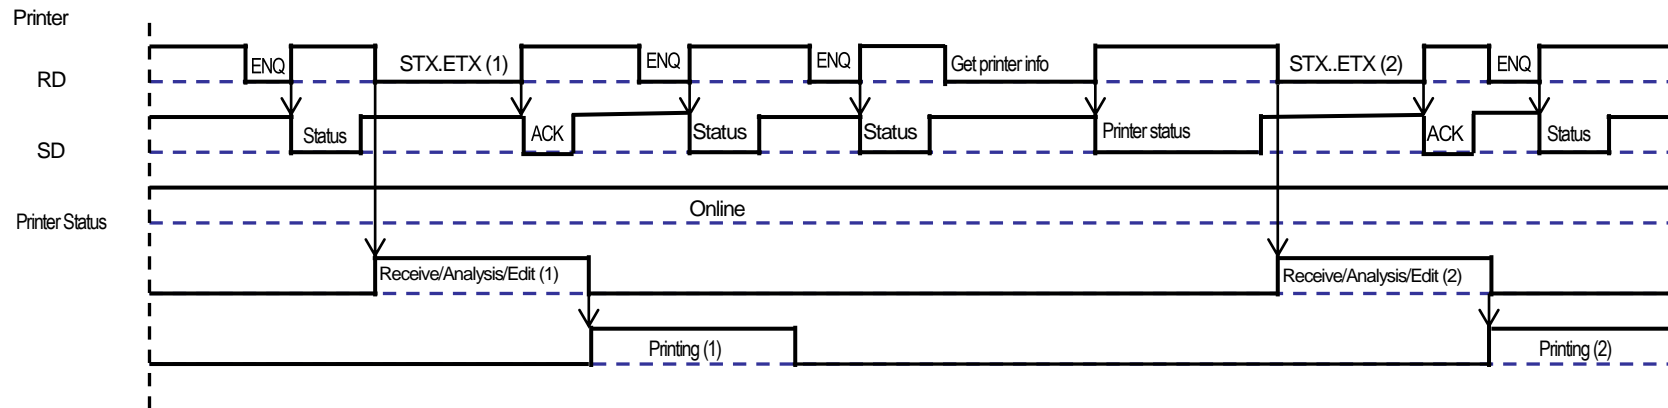 Printer
RD
ENQ
STX.ETX (1)
ENQ
ENQ
Get printer info
STX..ETX (2)
ENQ
SD
Status
ACK
Status
Status
Printer status
ACK
Status
Printer Status
Online
Receive/Analysis/Edit (1)
Receive/Analysis/Edit (2)
Printing (1)
Printing (2)